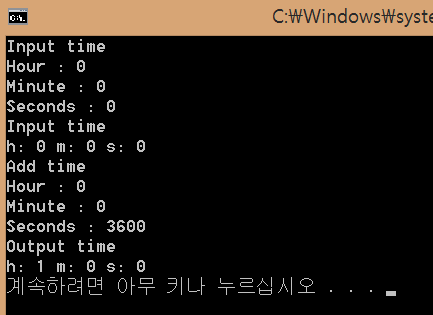 C:\Windows\syste
Input time
Hour : 0
Minute : 0
Seconds : 0
Input time
h: 0 m: 0 s: 0
Add time
Hour : 0
Minute : 0
Seconds : 3600
Output time
h: 1 m: 0 s: 0
계속하려면 아무 키나 누르십시오 . . .